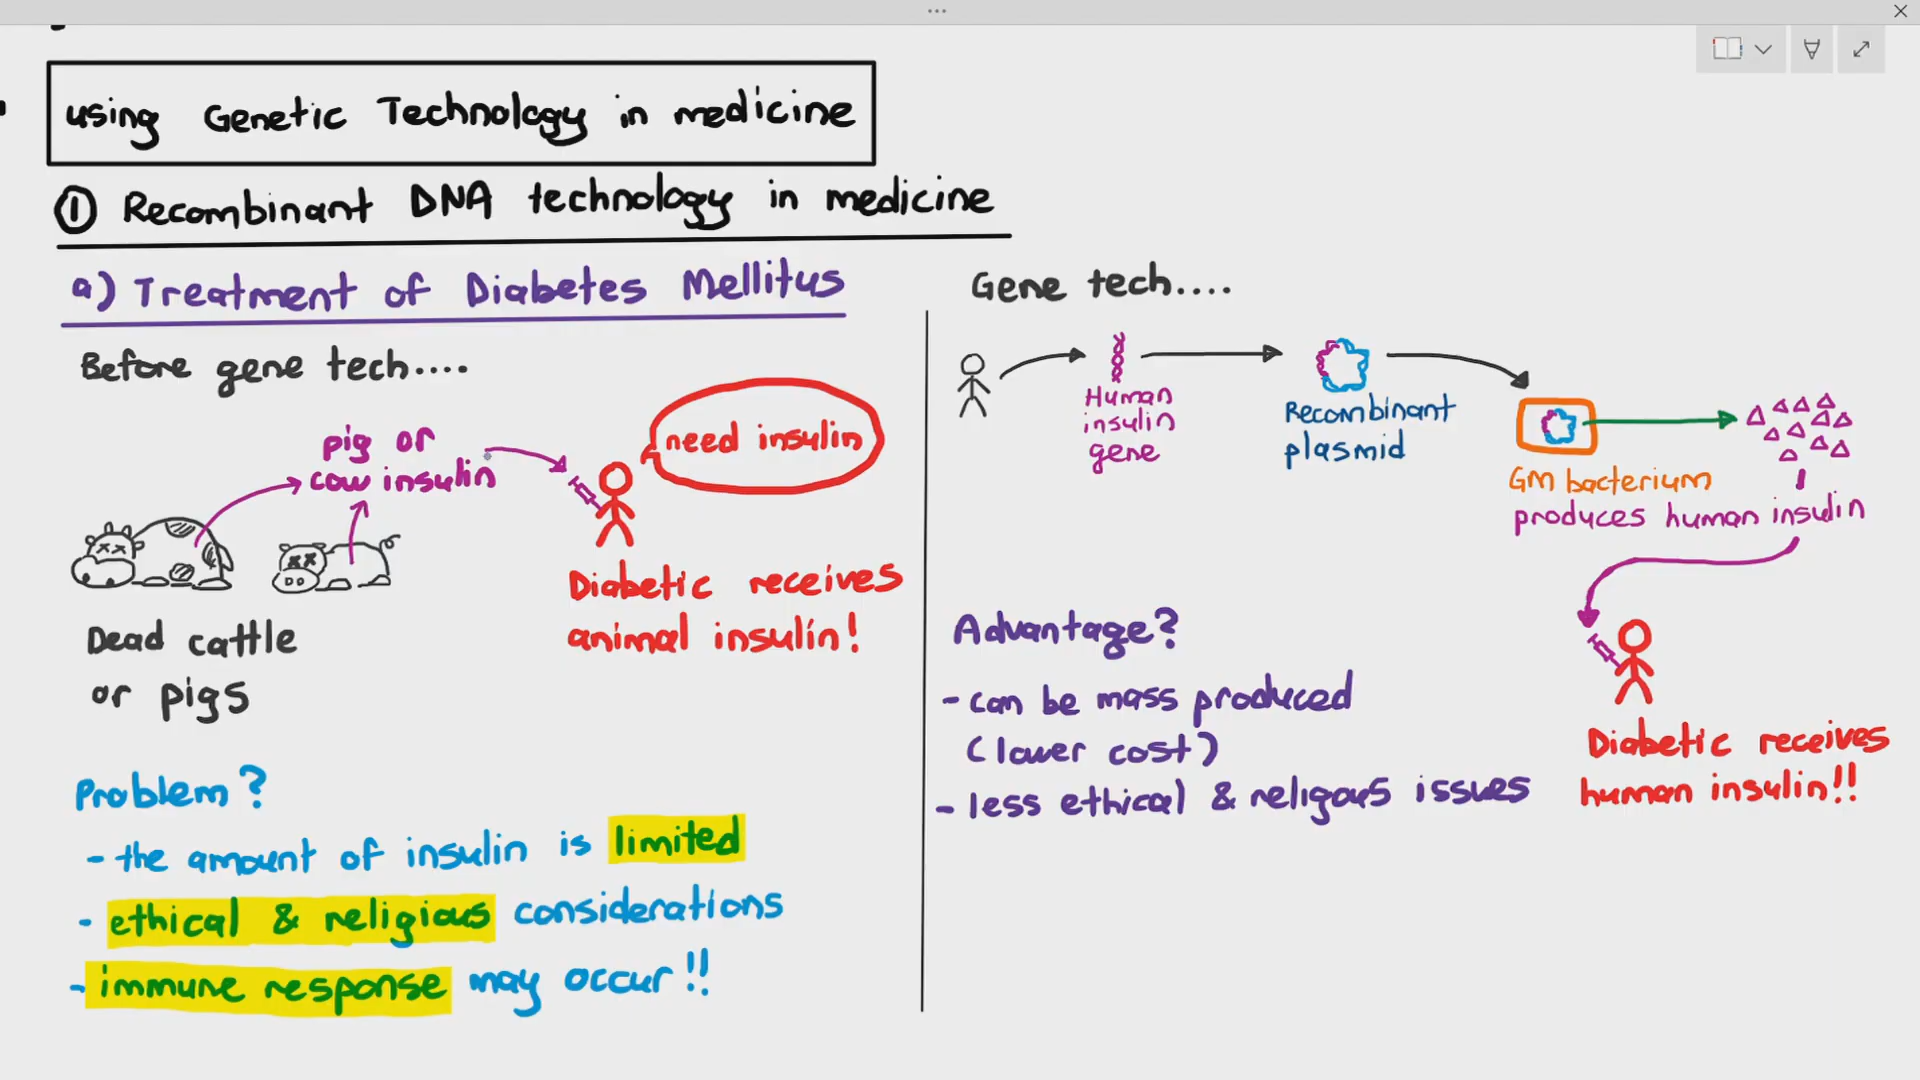 using Genetic Technology in medicine
① Recombinant DNA technology in medicine
a) Treatment of Diabetes Mellitus
Before gene tech....
pig or
cow insulin
need insulin
Diabetic receives
animal insulin!
Dead cattle
or pigs
Problem?
- the amount of insulin is limited
- ethical & religious considerations
- immune response may occur!!
Gene tech....
Human
insulin
gene
Recombinant
plasmid
GM bacterium
produces human insulin
Advantage?
- can be mass produced
(lower cost)
- less ethical & religous issues
Diabetic receives
human insulin!!